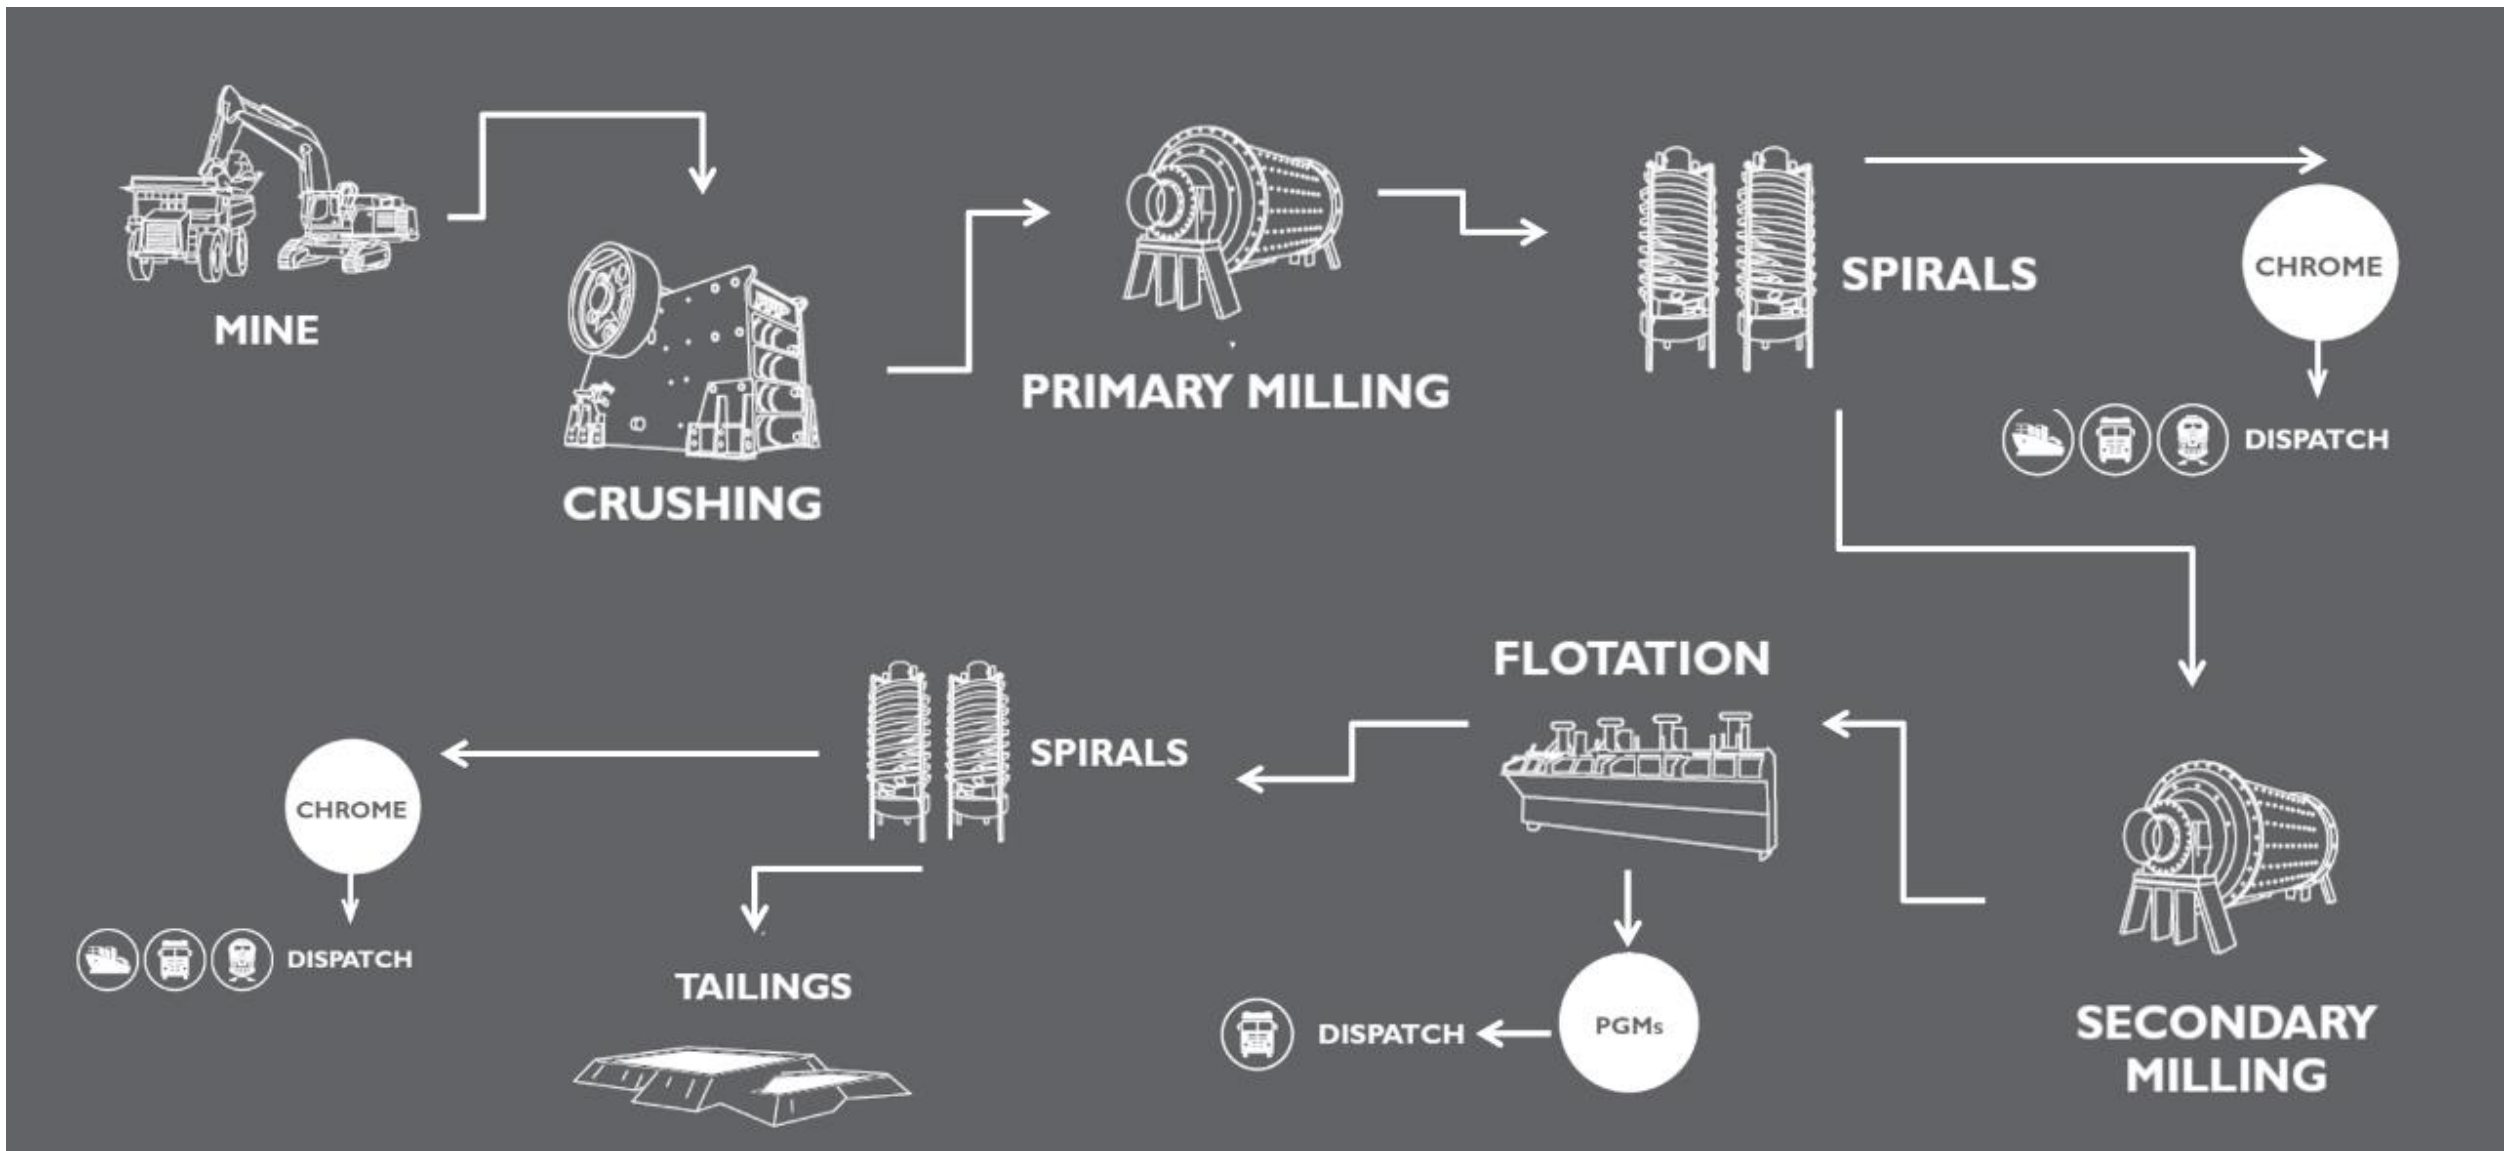 MINE
CRUSHING
PRIMARY MILLING
SPIRALS
CHROME
DISPATCH
SECONDARY
MILLING
FLOTATION
PGMs
DISPATCH
SPIRALS
CHROME
DISPATCH
TAILINGS